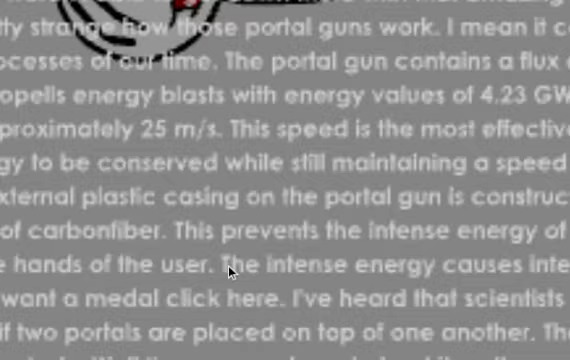 tly strange how those portal guns work. I mean it c
ocesses of our time. The portal gun contains a flux
opells energy blasts with energy values of 4.23 GW
proximately 25 m/s. This speed is the most effective
gy to be conserved while still maintaining a speed
xternal plastic casing on the portal gun is construc
of carbonfiber. This prevents the intense energy of
e hands of the user. The intense energy causes inte
want a medal click here. I've heard that scientists
if two portals are placed on top of one another. The